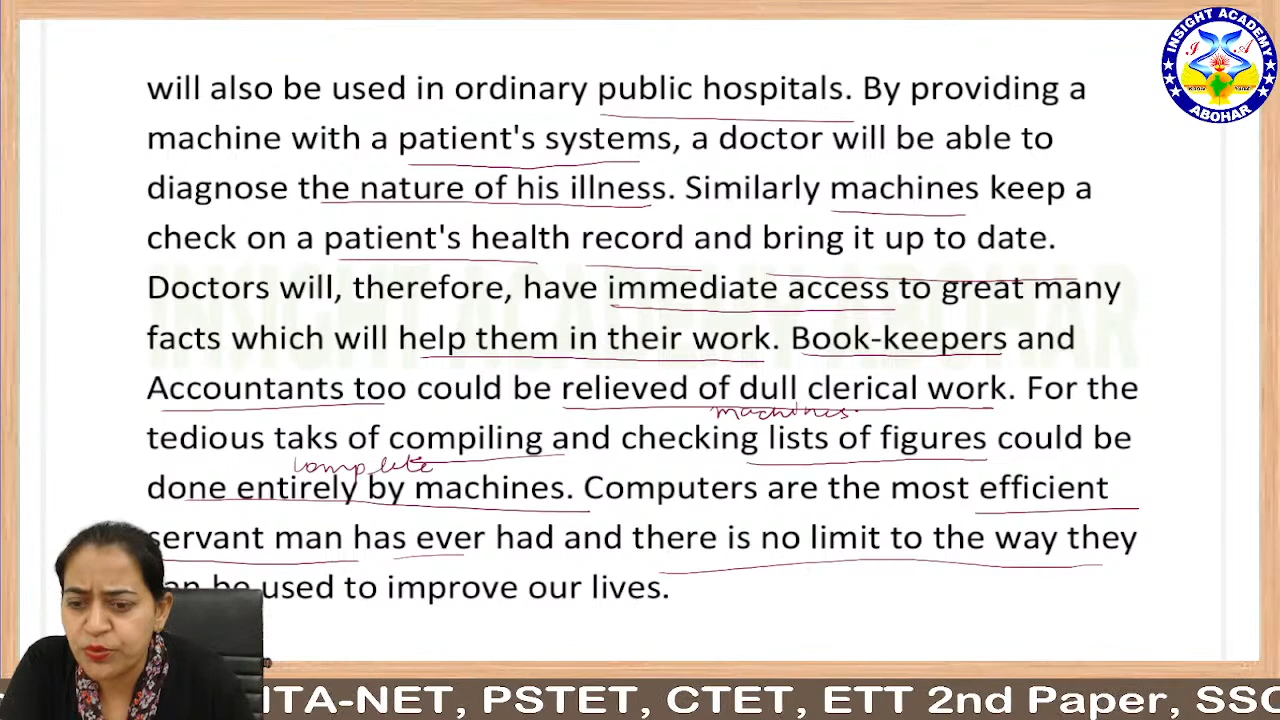 INSIGHT ACADEMY
I A
ABOHAR
will also be used in ordinary public hospitals. By providing a
machine with a patient's systems, a doctor will be able to
diagnose the nature of his illness. Similarly machines keep a
check on a patient's health record and bring it up to date.
Doctors will, therefore, have immediate access to great many
facts which will help them in their work. Book-keepers and
Accountants too could be relieved of dull clerical work. For the
machines.
tedious taks of compiling and checking lists of figures could be
complete
done entirely by machines. Computers are the most efficient
servant man has ever had and there is no limit to the way they
can be used to improve our lives.
INSIGHT ACADEMY ABOHAR
-NET, PSTET, CTET, ETT 2nd Paper,